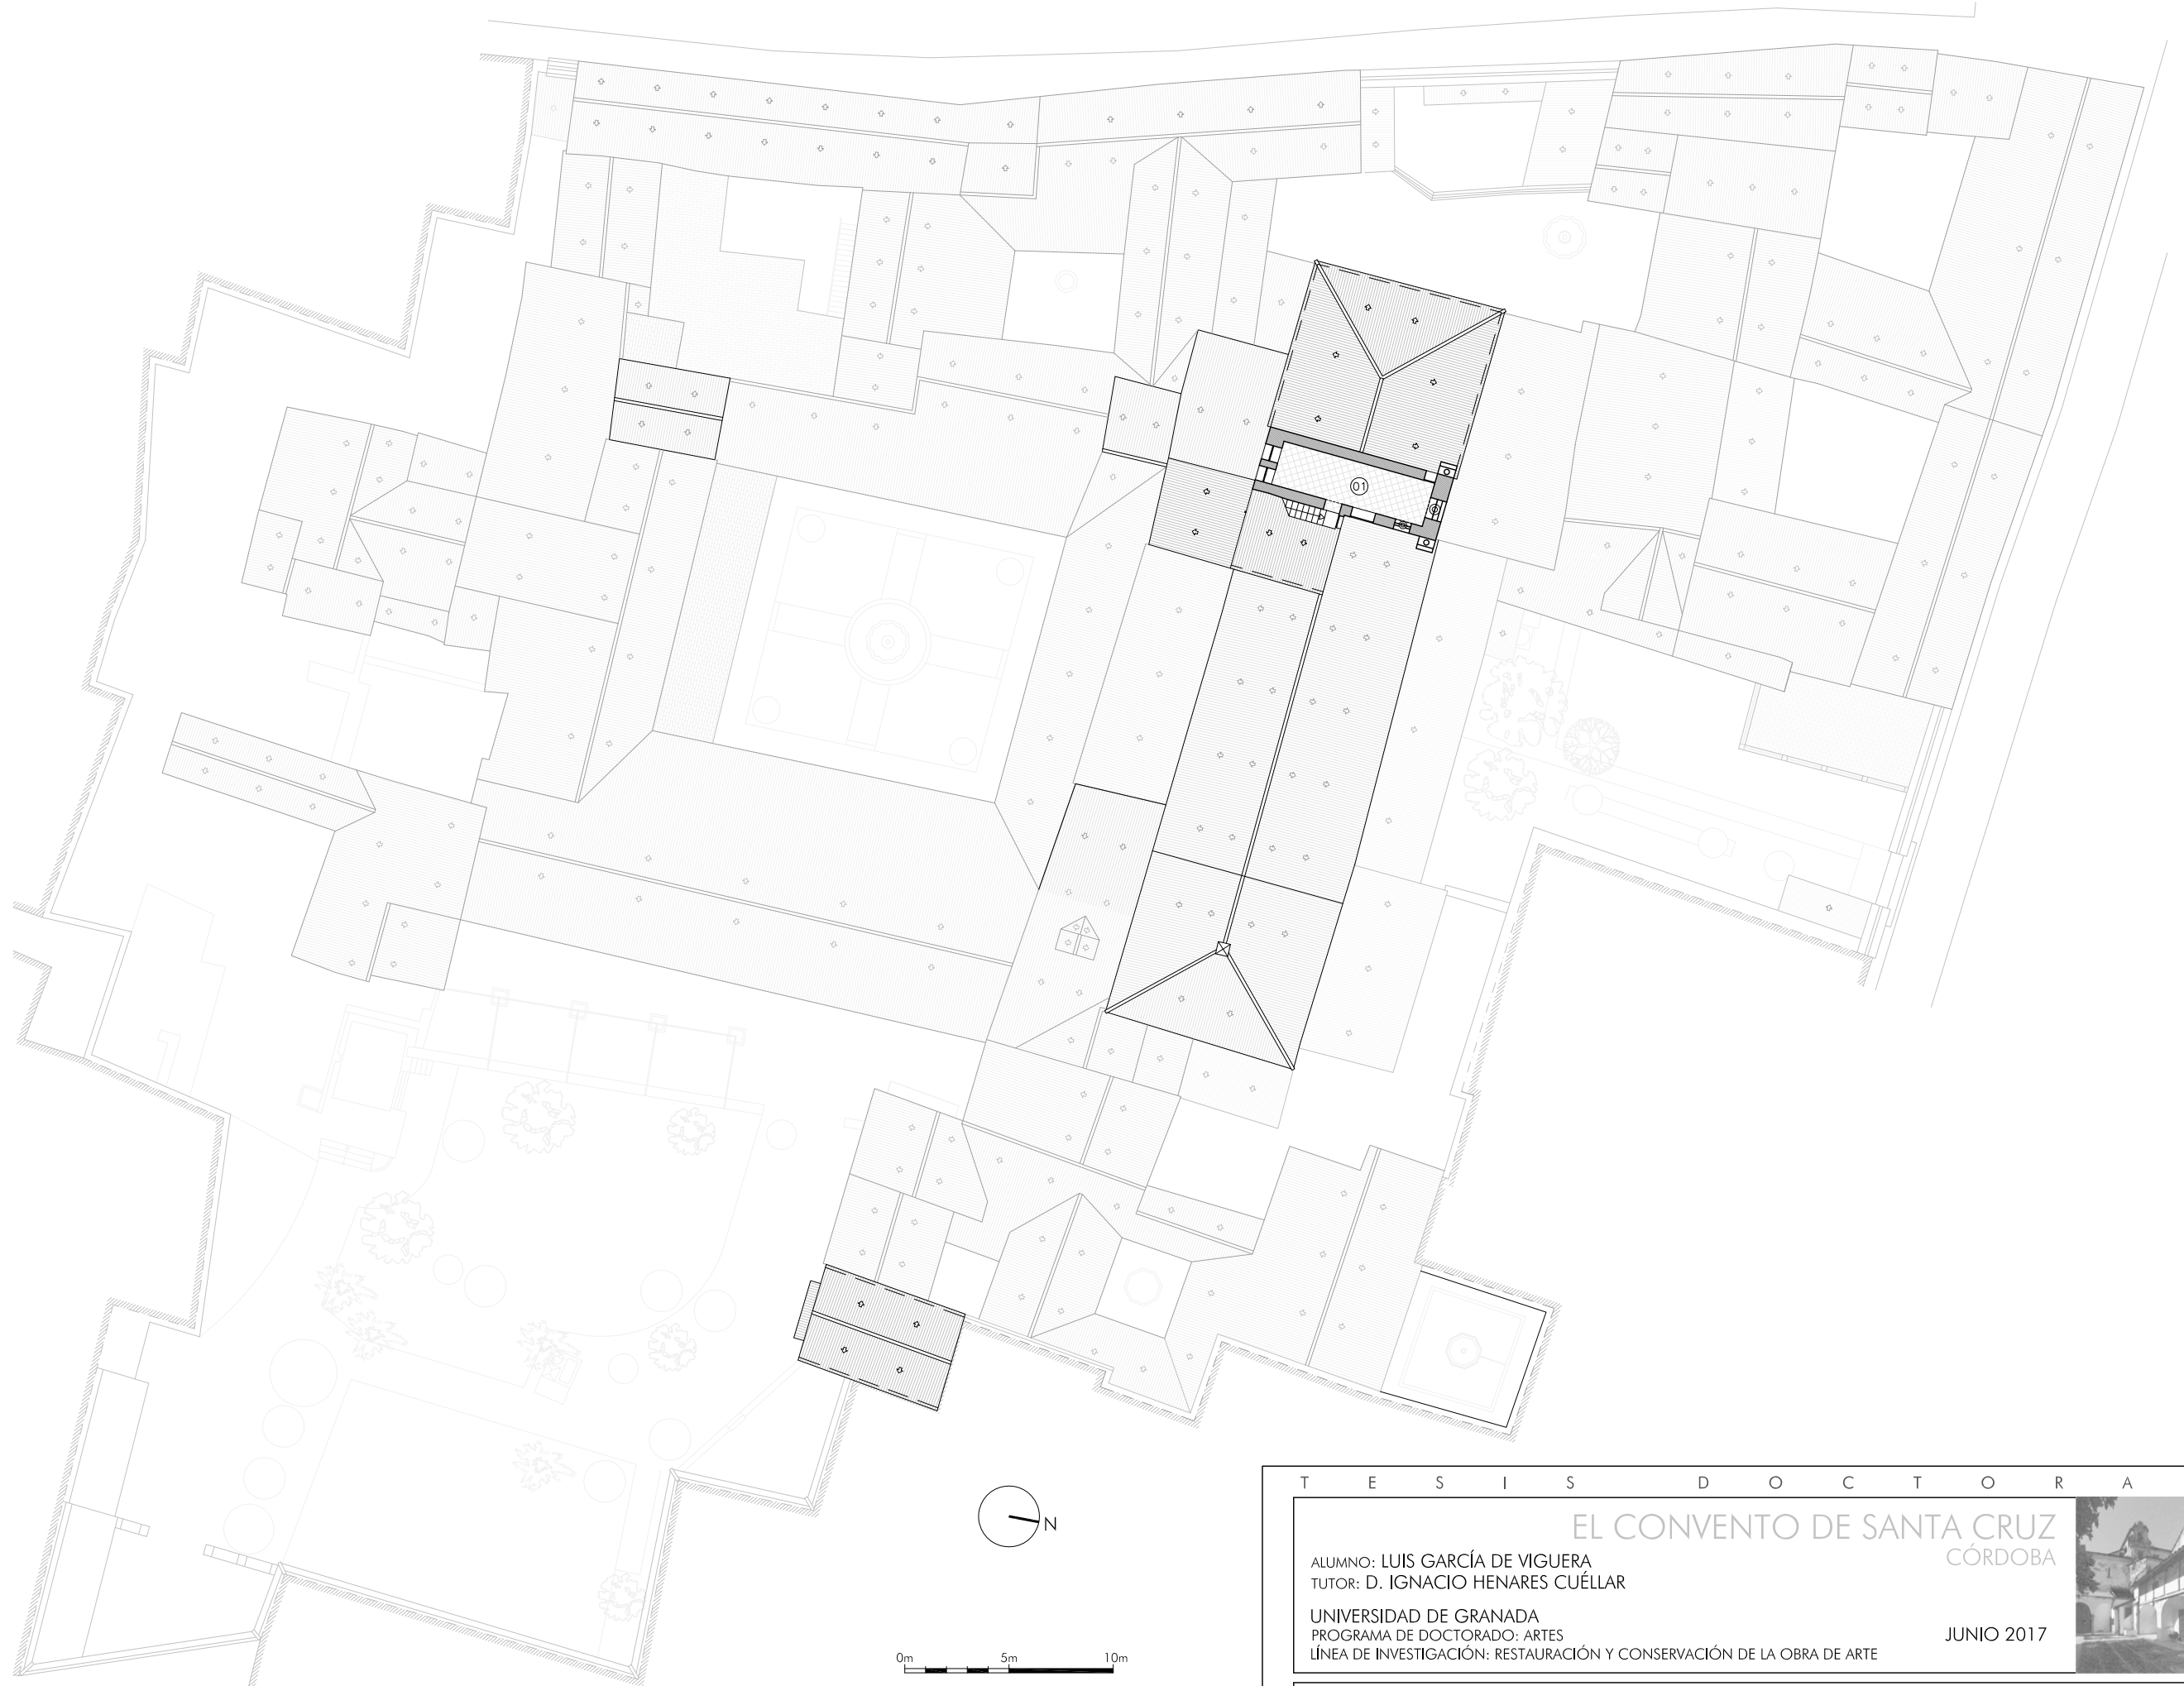 01
N
0m 5m 10m
T E S I S D O C T O R A
EL CONVENTO DE SANTA CRUZ
CÓRDOBA
ALUMNO: LUIS GARCÍA DE VIGUERA
TUTOR: D. IGNACIO HENARES CUÉLLAR
UNIVERSIDAD DE GRANADA
PROGRAMA DE DOCTORADO: ARTES
JUNIO 2017
LÍNEA DE INVESTIGACIÓN: RESTAURACIÓN Y CONSERVACIÓN DE LA OBRA DE ARTE